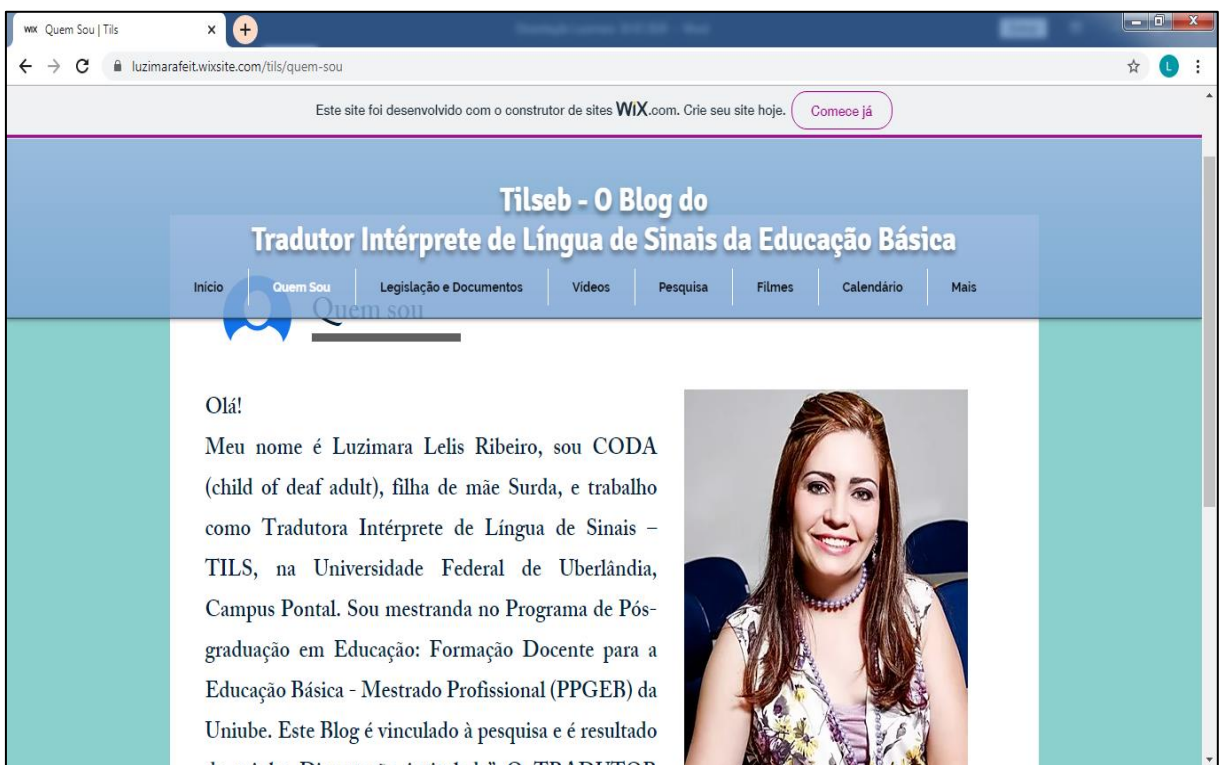 WiX Quem Sou | Tils
luzimarafeit.wixsite.com/tils/quem-sou
L
Este site foi desenvolvido com o construtor de sites WiX.com. Crie seu site hoje. Comece já
Tilseb - O Blog do
Tradutor Intérprete de Língua de Sinais da Educação Básica
Início Quem Sou Legislação e Documentos Vídeos Pesquisa Filmes Calendário Mais
Quem sou
Olá!
Meu nome é Luzimara Lelis Ribeiro, sou CODA
(child of deaf adult), filha de mãe Surda, e trabalho
como Tradutora Intérprete de Língua de Sinais –
TILS, na Universidade Federal de Uberlândia,
Campus Pontal. Sou mestranda no Programa de Pós-
graduação em Educação: Formação Docente para a
Educação Básica - Mestrado Profissional (PPGEB) da
Uniube. Este Blog é vinculado à pesquisa e é resultado
O TRADUTOR